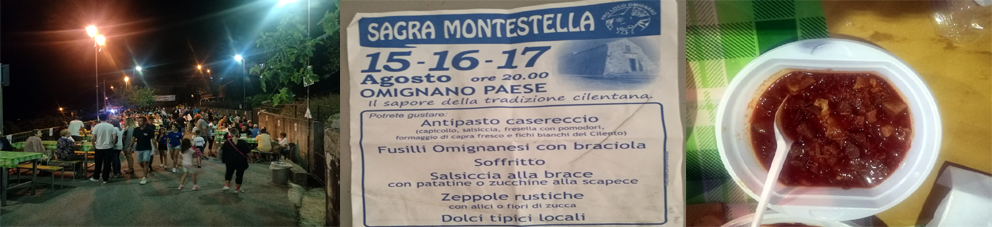 SAGRA MONTESTELLA
15-16-17
Agosto ore 20.00
OMIGNANO PAESE
Il sapore della tradizione cilentana.
Potrete gustare:
Antipasto casereccio
(capicollo, salsiccia, fresella con pomodori,
formaggio di capra fresco e fichi bianchi del Cilento)
Fusilli Omignanesi con braciola
Soffritto
Salsiccia alla brace
con patatine o zucchine alla scapece
Zeppole rustiche
con alici o fiori di zucca
Dolci tipici locali